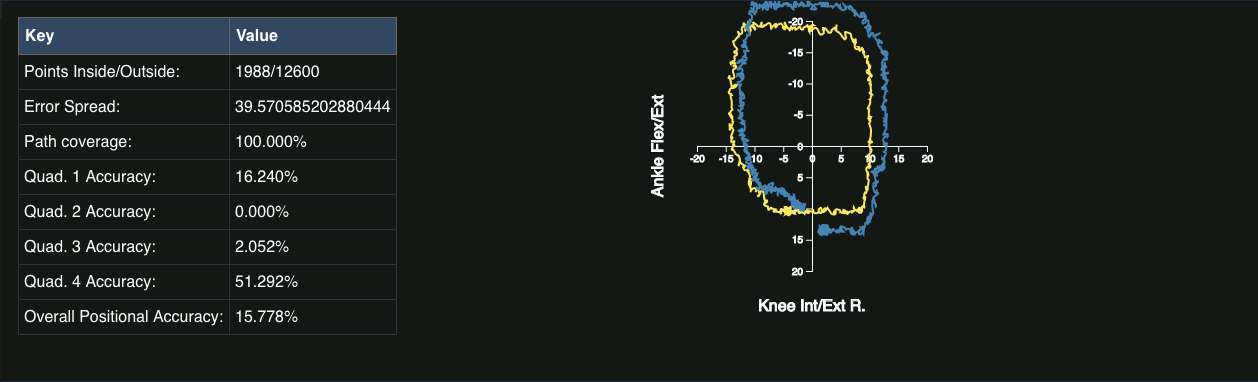 Key Value
Points Inside/Outside: 1988/12600
Error Spread: 39.570585202880444
Path coverage: 100.000%
Quad. 1 Accuracy: 16.240%
Quad. 2 Accuracy: 0.000%
Quad. 3 Accuracy: 2.052%
Quad. 4 Accuracy: 51.292%
Overall Positional Accuracy: 15.778%
-20
-15
-10
-5
0
5
15
20
-20 -15 -10 -5 0 5 10 15 20
Ankle Flex/Ext
Knee Int/Ext R.